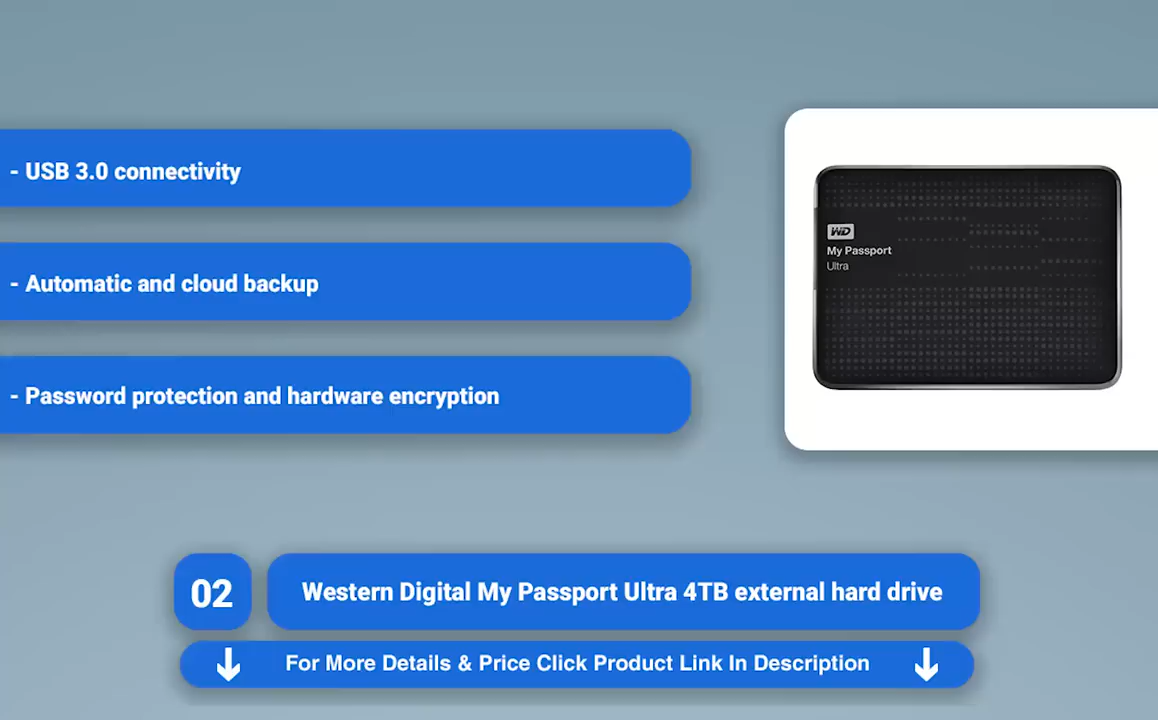 - USB 3.0 connectivity
- Automatic and cloud backup
- Password protection and hardware encryption
WD
My Passport
Ultra
02
Western Digital My Passport Ultra 4TB external hard drive
For More Details & Price Click Product Link In Description